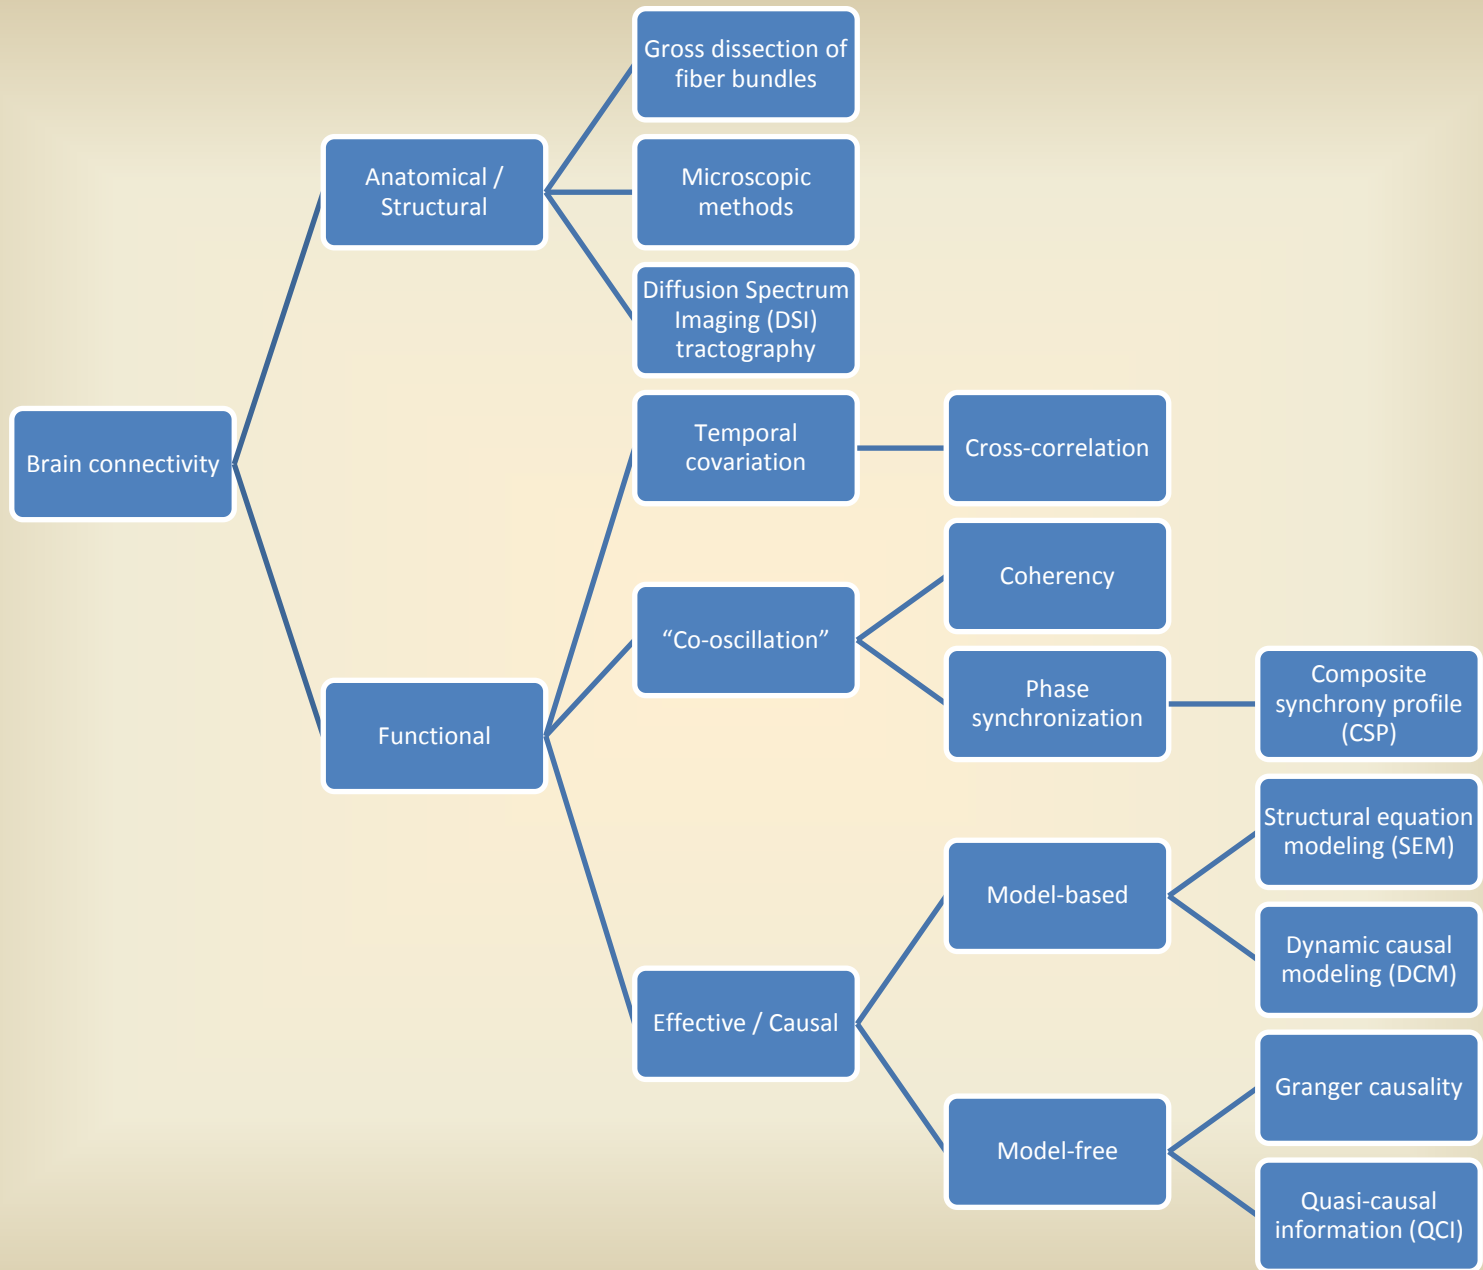 Brain connectivity
Anatomical /
Structural
Gross dissection of
fiber bundles
Microscopic
methods
Diffusion Spectrum
Imaging (DSI)
tractography
Functional
Temporal
covariation
Cross-correlation
“Co-oscillation”
Coherency
Phase
synchronization
Composite
synchrony profile
(CSP)
Effective / Causal
Model-based
Structural equation
modeling (SEM)
Dynamic causal
modeling (DCM)
Model-free
Granger causality
Quasi-causal
information (QCI)